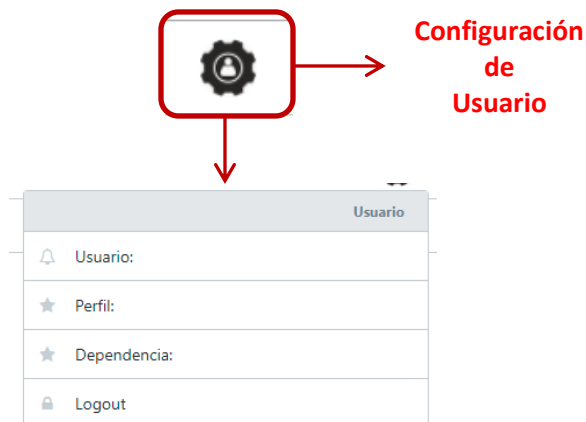 Configuración
de
Usuario
Usuario
Usuario:
Perfil:
Dependencia:
Logout